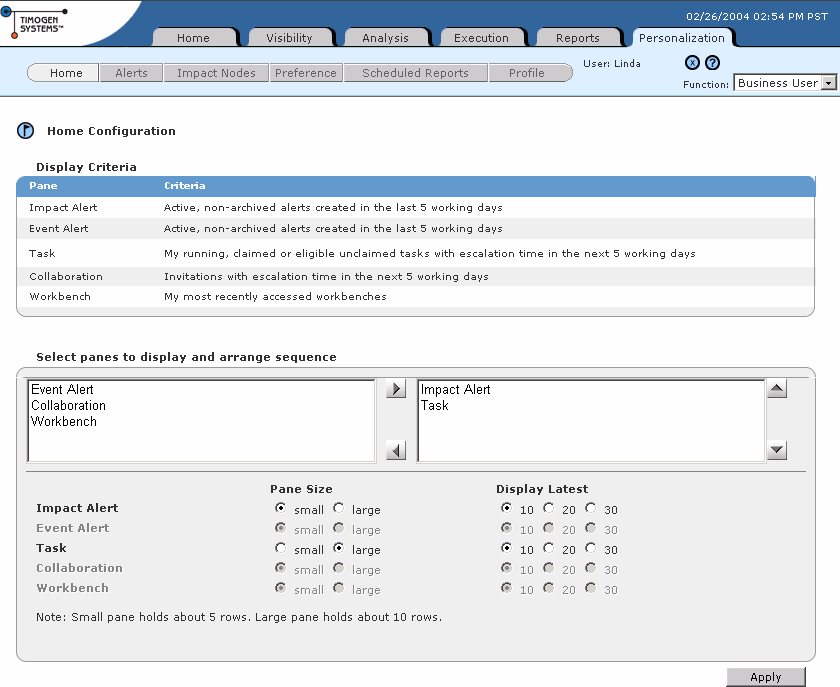 TIMOGEN
SYSTEMS™
02/26/2004 02:54 PM PST
Home Visibility Analysis Execution Reports Personalization
Home Alerts Impact Nodes Preference Scheduled Reports Profile
User: Linda
Function: Business User
Home Configuration
Display Criteria
Pane Criteria
Impact Alert Active, non-archived alerts created in the last 5 working days
Event Alert Active, non-archived alerts created in the last 5 working days
Task My running, claimed or eligible unclaimed tasks with escalation time in the next 5 working days
Collaboration Invitations with escalation time in the next 5 working days
Workbench My most recently accessed workbenches
Select panes to display and arrange sequence
Event Alert
Collaboration
Workbench
Impact Alert
Task
Pane Size Display Latest
Impact Alert small large 10 20 30
Event Alert small large 10 20 30
Task small large 10 20 30
Collaboration small large 10 20 30
Workbench small large 10 20 30
Note: Small pane holds about 5 rows. Large pane holds about 10 rows.
Apply